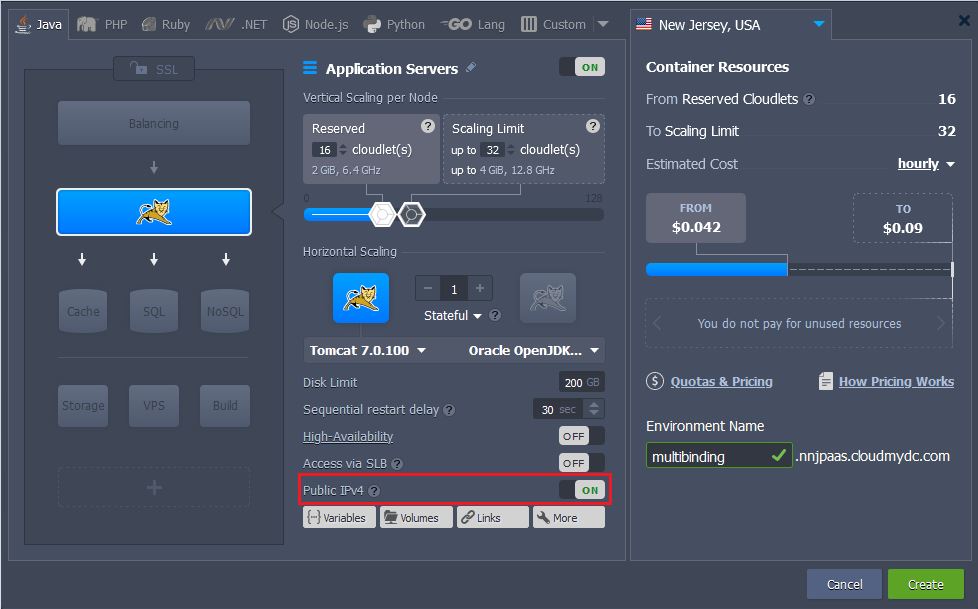 Java PHP Ruby .NET Node.js Python GO Lang Custom
SSL
Balancing
Cache SQL NoSQL
Storage VPS Build
+
Application Servers ON
Vertical Scaling per Node
Reserved ?
16 cloudlet(s)
2 GiB, 6.4 GHz
Scaling Limit ?
up to 32 cloudlet(s)
up to 4 GiB, 12.8 GHz
0 128
Horizontal Scaling
− 1 +
Stateful ?
Tomcat 7.0.100 Oracle OpenJDK...
Disk Limit 200 GB
Sequential restart delay ? 30 sec
High-Availability OFF
Access via SLB ? OFF
Public IPv4 ? ON
Variables Volumes Links More
New Jersey, USA
Container Resources
From Reserved Cloudlets ? 16
To Scaling Limit 32
Estimated Cost hourly
FROM
$0.042
TO
$0.09
You do not pay for unused resources
$ Quotas & Pricing How Pricing Works
Environment Name
multibinding .nnjpaas.cloudmydc.com
Cancel Create